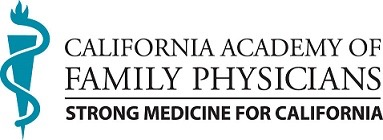 CALIFORNIA ACADEMY OF
FAMILY PHYSICIANS
STRONG MEDICINE FOR CALIFORNIA